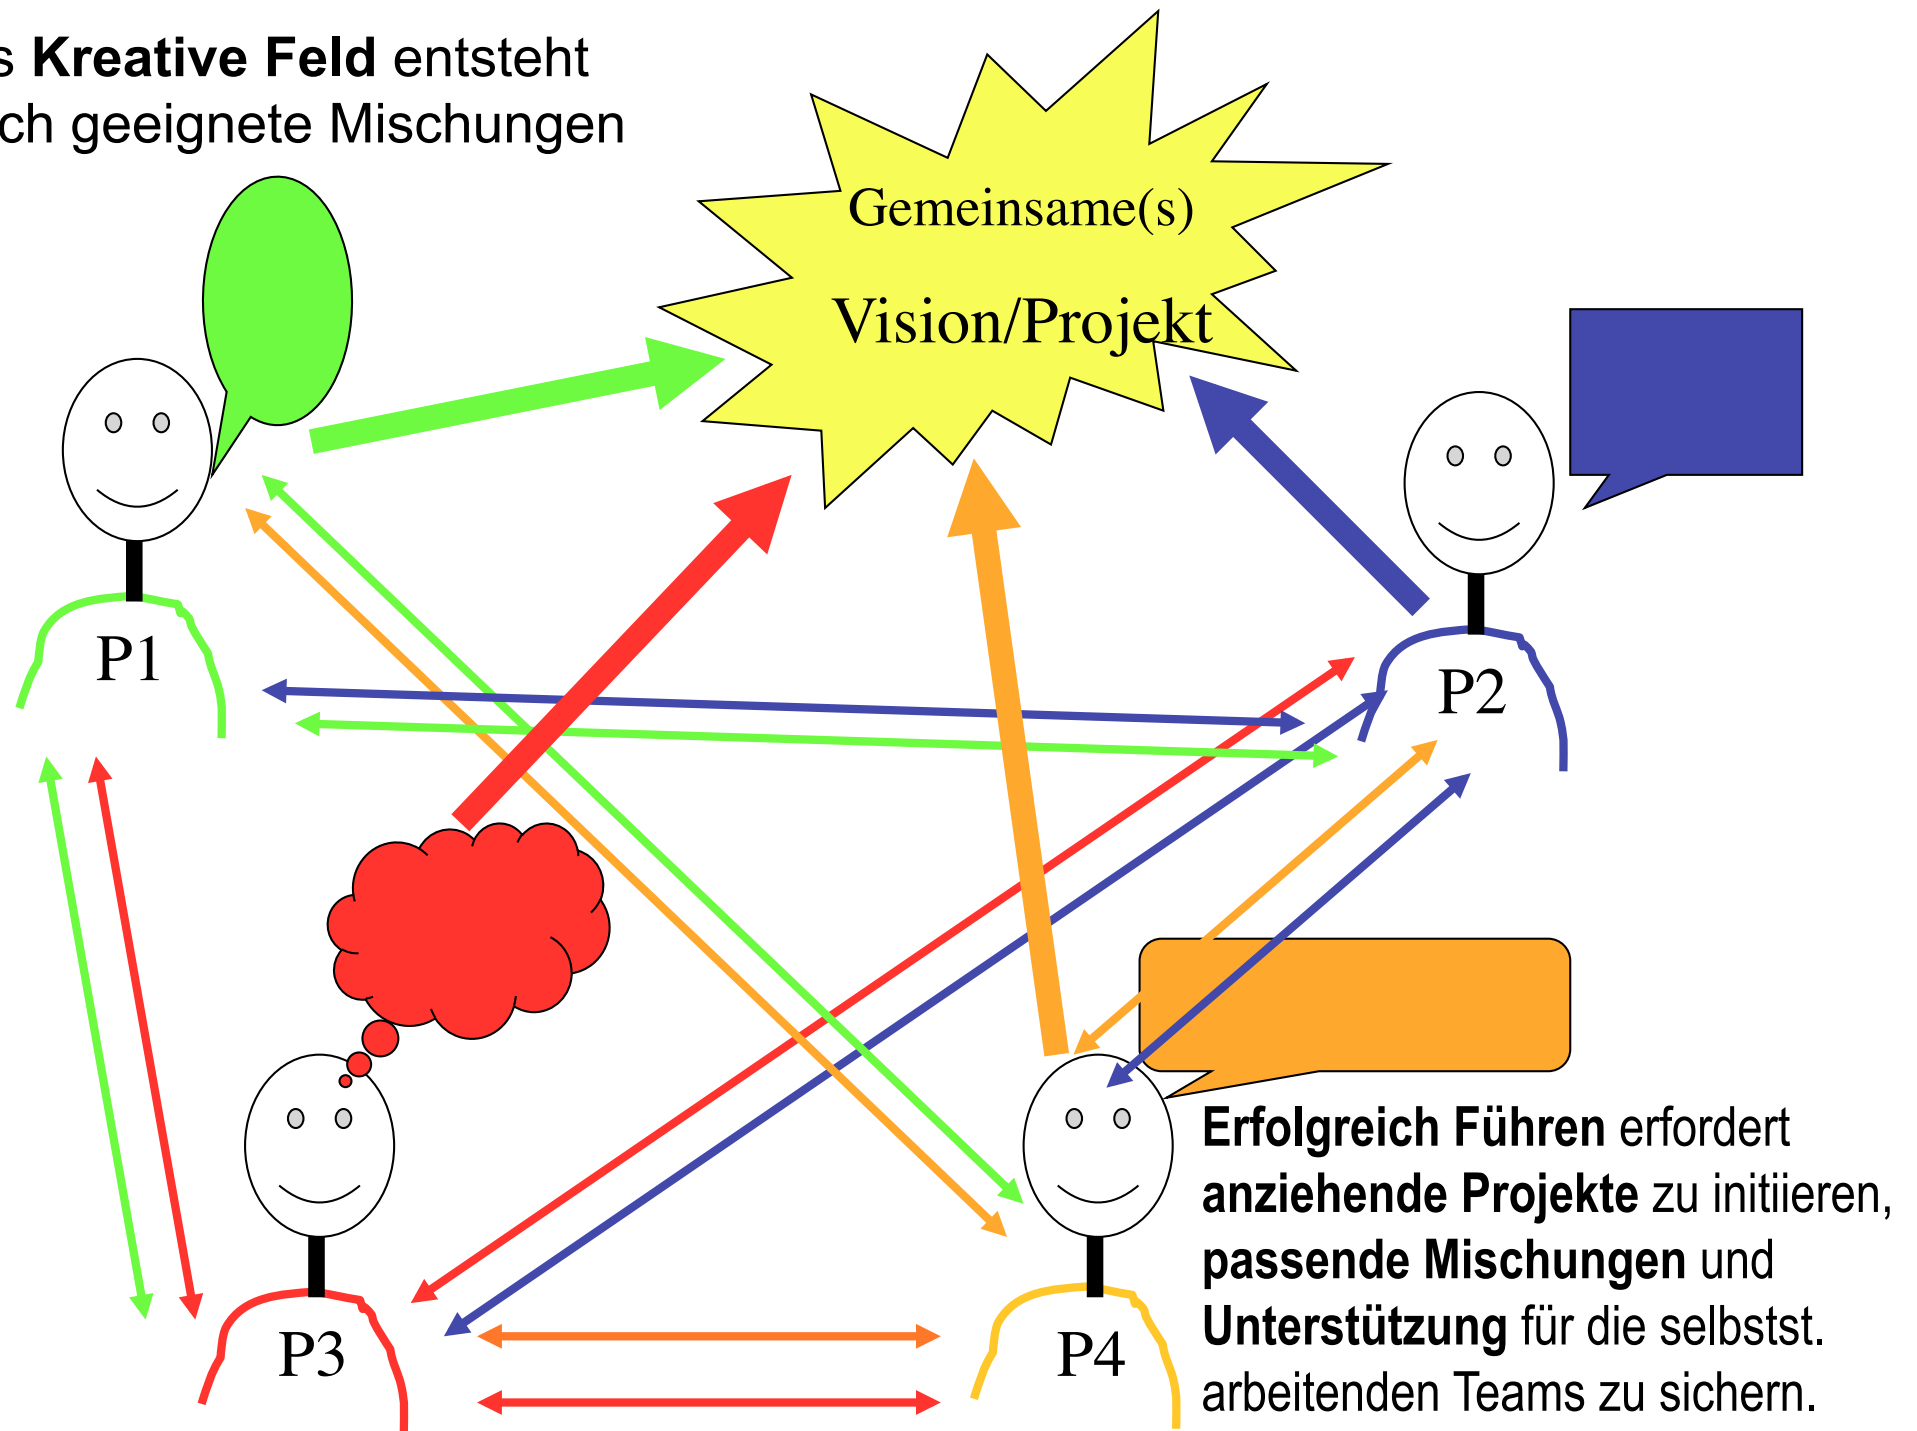 s Kreative Feld entsteht
ch geeignete Mischungen
Gemeinsame(s)
Vision/Projekt
P1
P2
P3
P4
Erfolgreich Führen erfordert
anziehende Projekte zu initiieren,
passende Mischungen und
Unterstützung für die selbstst.
arbeitenden Teams zu sichern.